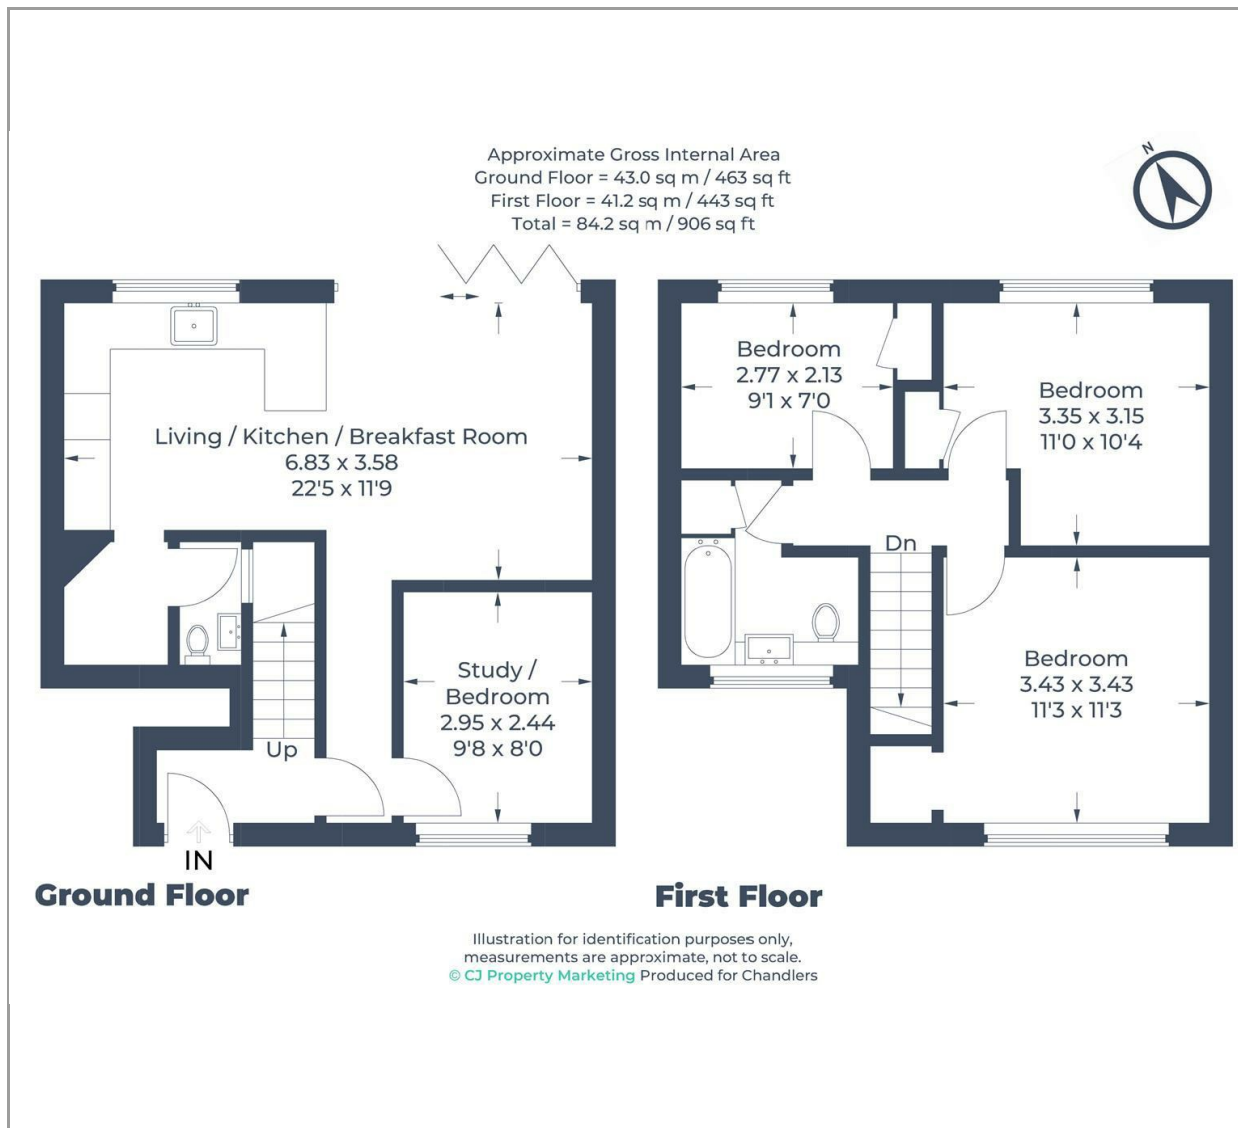 Approximate Gross Internal Area
Ground Floor = 43.0 sq m / 463 sq ft
First Floor = 41.2 sq m / 443 sq ft
Total = 84.2 sq m / 906 sq ft
N
Living / Kitchen / Breakfast Room
6.83 x 3.58
22'5 x 11'9
Study /
Bedroom
2.95 x 2.44
9'8 x 8'0
Up
IN
Ground Floor
Bedroom
2.77 x 2.13
9'1 x 7'0
Bedroom
3.35 x 3.15
11'0 x 10'4
Dn
Bedroom
3.43 x 3.43
11'3 x 11'3
First Floor
Illustration for identification purposes only,
measurements are approximate, not to scale.
© CJ Property Marketing Produced for Chandlers